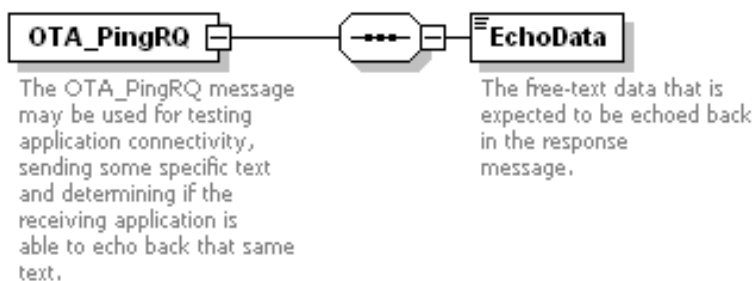 OTA_PingRQ
The OTA_PingRQ message
may be used for testing
application connectivity,
sending some specific text
and determining if the
receiving application is
able to echo back that same
text.
EchoData
The free-text data that is
expected to be echoed back
in the response
message.